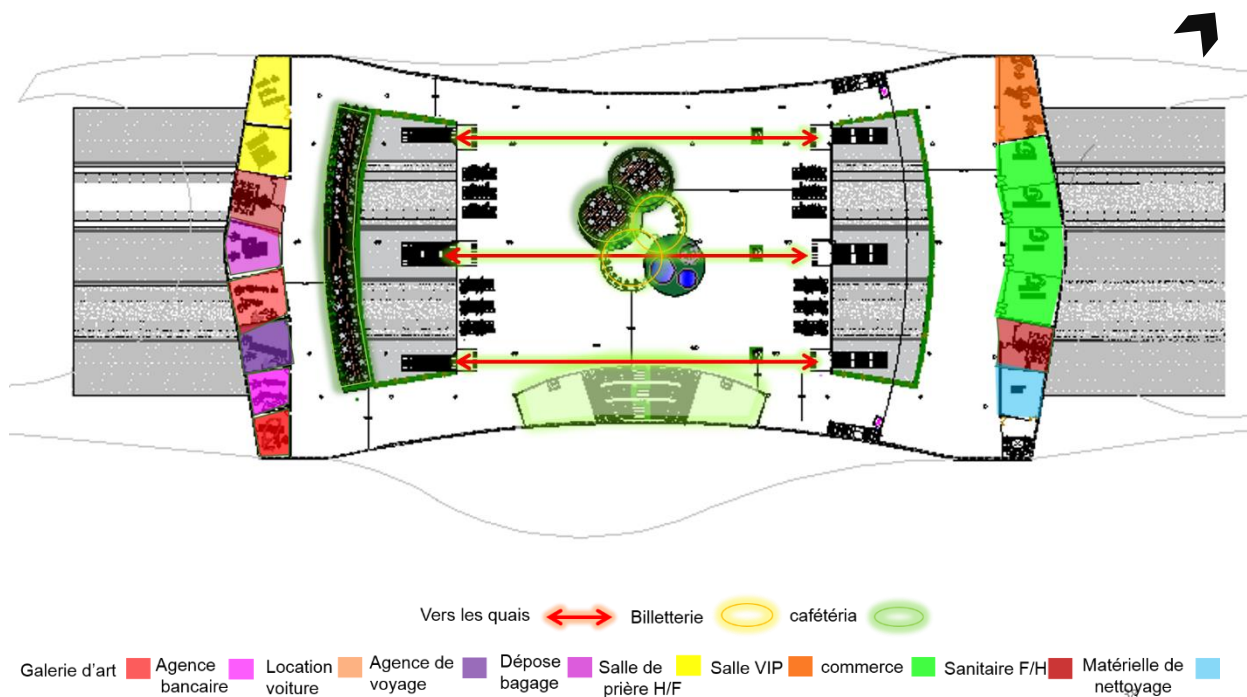 Vers les quais Billetterie cafétéria
Galerie d'art Agence bancaire Location voiture Agence de voyage Dépose bagage Salle de prière H/F Salle VIP commerce Sanitaire F/H Matérielle de nettoyage